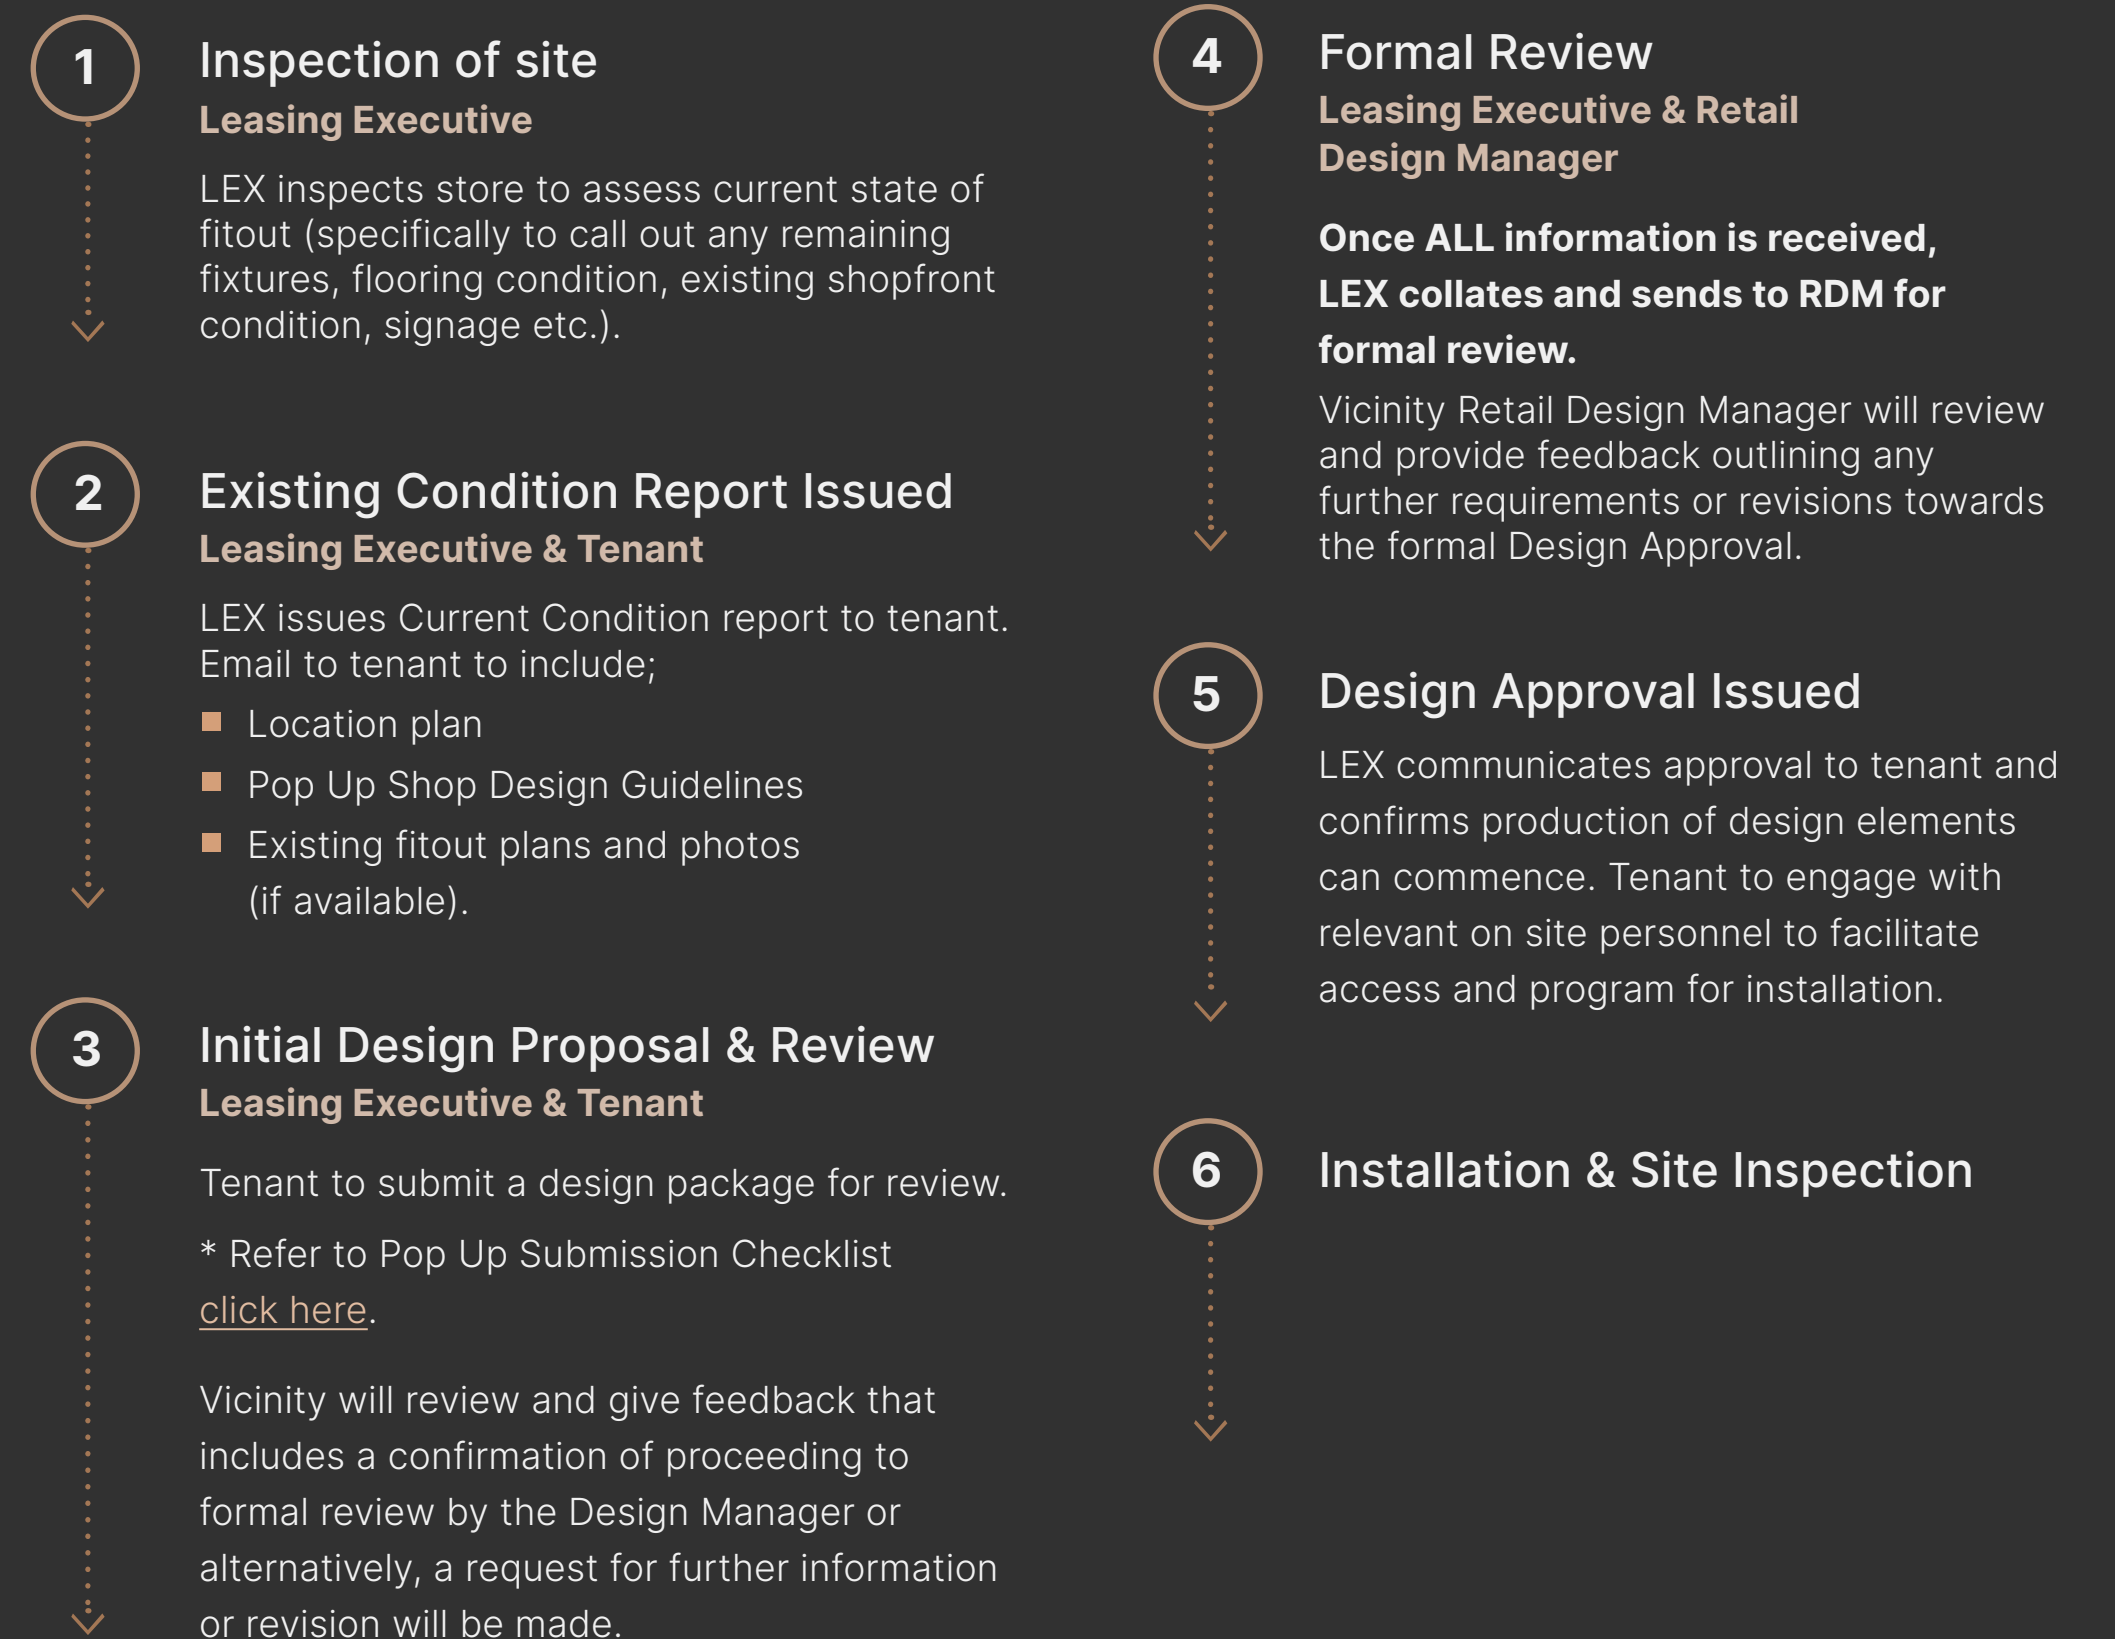 1
Inspection of site
Leasing Executive
LEX inspects store to assess current state of
fitout (specifically to call out any remaining
fixtures, flooring condition, existing shopfront
condition, signage etc.).
2
Existing Condition Report Issued
Leasing Executive & Tenant
LEX issues Current Condition report to tenant.
Email to tenant to include;
Location plan
Pop Up Shop Design Guidelines
Existing fitout plans and photos
(if available).
3
Initial Design Proposal & Review
Leasing Executive & Tenant
Tenant to submit a design package for review.
* Refer to Pop Up Submission Checklist
click here.
Vicinity will review and give feedback that
includes a confirmation of proceeding to
formal review by the Design Manager or
alternatively, a request for further information
or revision will be made.
4
Formal Review
Leasing Executive & Retail
Design Manager
Once ALL information is received,
LEX collates and sends to RDM for
formal review.
Vicinity Retail Design Manager will review
and provide feedback outlining any
further requirements or revisions towards
the formal Design Approval.
5
Design Approval Issued
LEX communicates approval to tenant and
confirms production of design elements
can commence. Tenant to engage with
relevant on site personnel to facilitate
access and program for installation.
6
Installation & Site Inspection